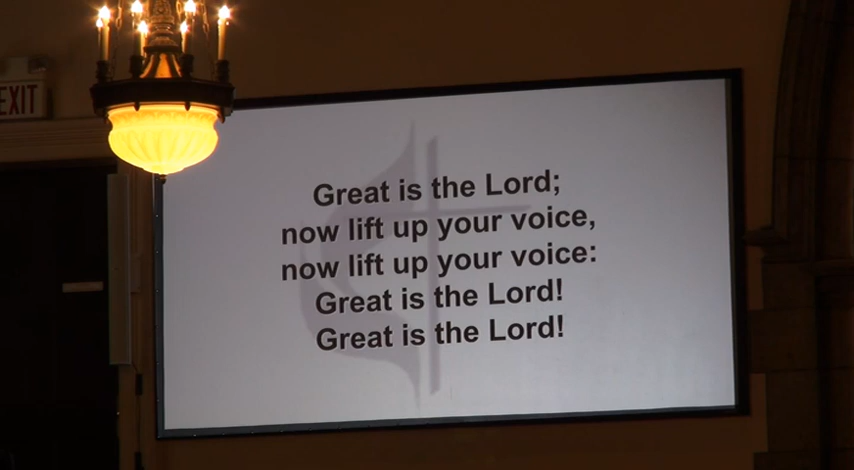 EXIT
Great is the Lord;
now lift up your voice,
now lift up your voice:
Great is the Lord!
Great is the Lord!